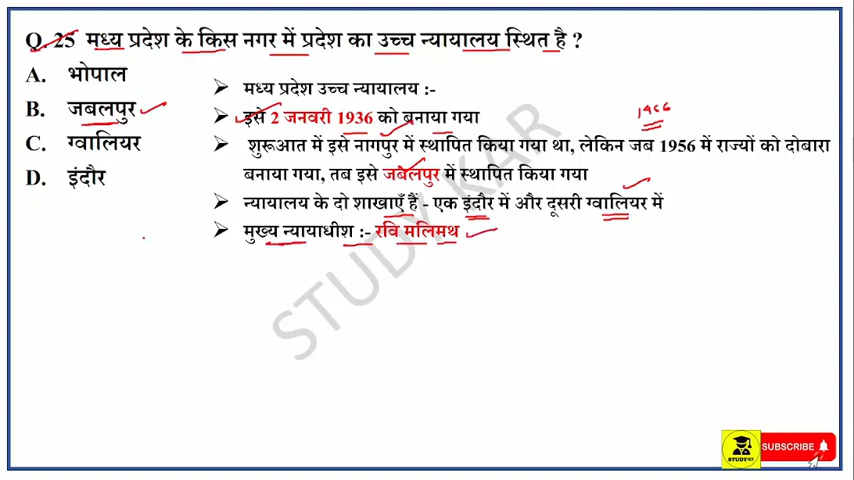 Q. 25 मध्य प्रदेश के किस नगर में प्रदेश का उच्च न्यायालय स्थित है ?
A. भोपाल
B. जबलपुर
C. ग्वालियर
D. इंदौर
➢ मध्य प्रदेश उच्च न्यायालय :-
➢ इसे 2 जनवरी 1936 को बनाया गया
1956
➢ शुरूआत में इसे नागपुर में स्थापित किया गया था, लेकिन जब 1956 में राज्यों को दोबारा
बनाया गया, तब इसे जबलपुर में स्थापित किया गया
➢ न्यायालय के दो शाखाएँ हैं - एक इंदौर में और दूसरी ग्वालियर में
➢ मुख्य न्यायाधीश :- रवि मलिमथ
STUDY KAR
STUDY
SUBSCRIBE